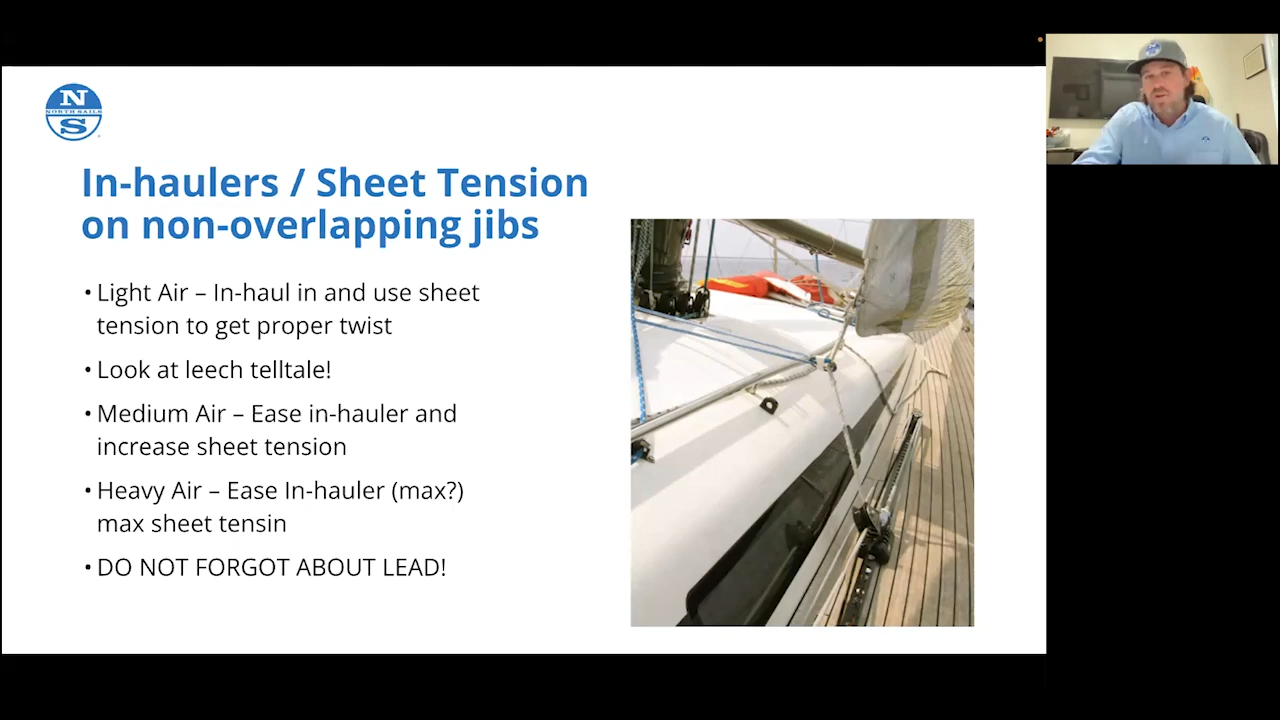 N
NORTH SAILS
S
In-haulers / Sheet Tension
on non-overlapping jibs
• Light Air – In-haul in and use sheet
tension to get proper twist
• Look at leech telltale!
• Medium Air – Ease in-hauler and
increase sheet tension
• Heavy Air – Ease In-hauler (max?)
max sheet tensin
• DO NOT FORGOT ABOUT LEAD!